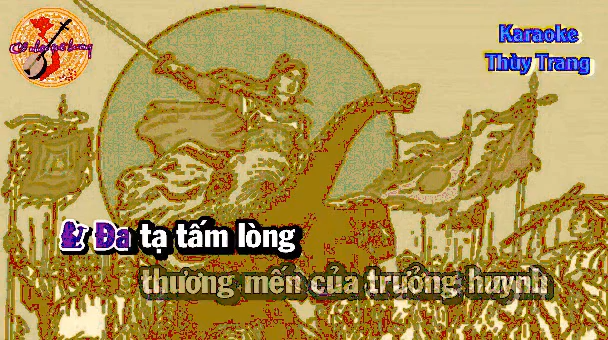 Karaoke
Thùy Trang
Đa tạ tấm lòng
thương mến của trưởng huynh